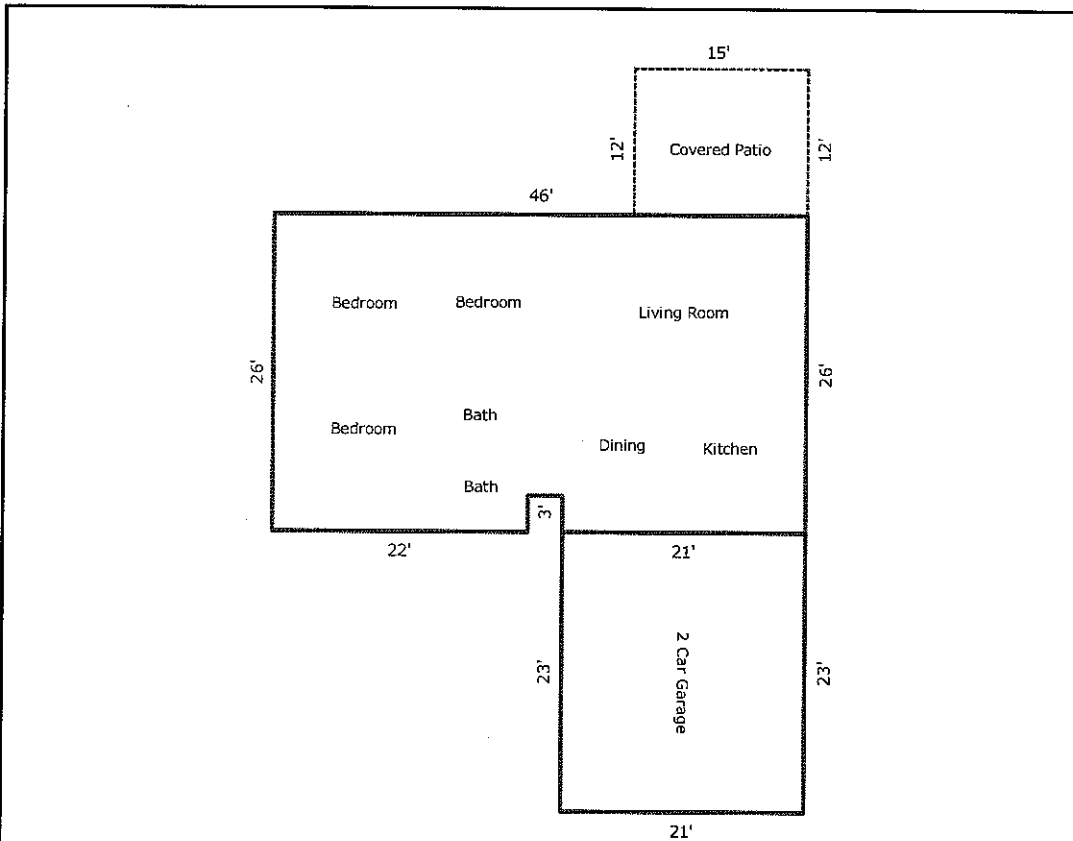 15'
12'
Covered Patio
12'
46'
Bedroom
Bedroom
Living Room
26'
26'
Bedroom
Bath
Dining
Kitchen
Bath
3'
22'
21'
23'
2 Car Garage
23'
21'